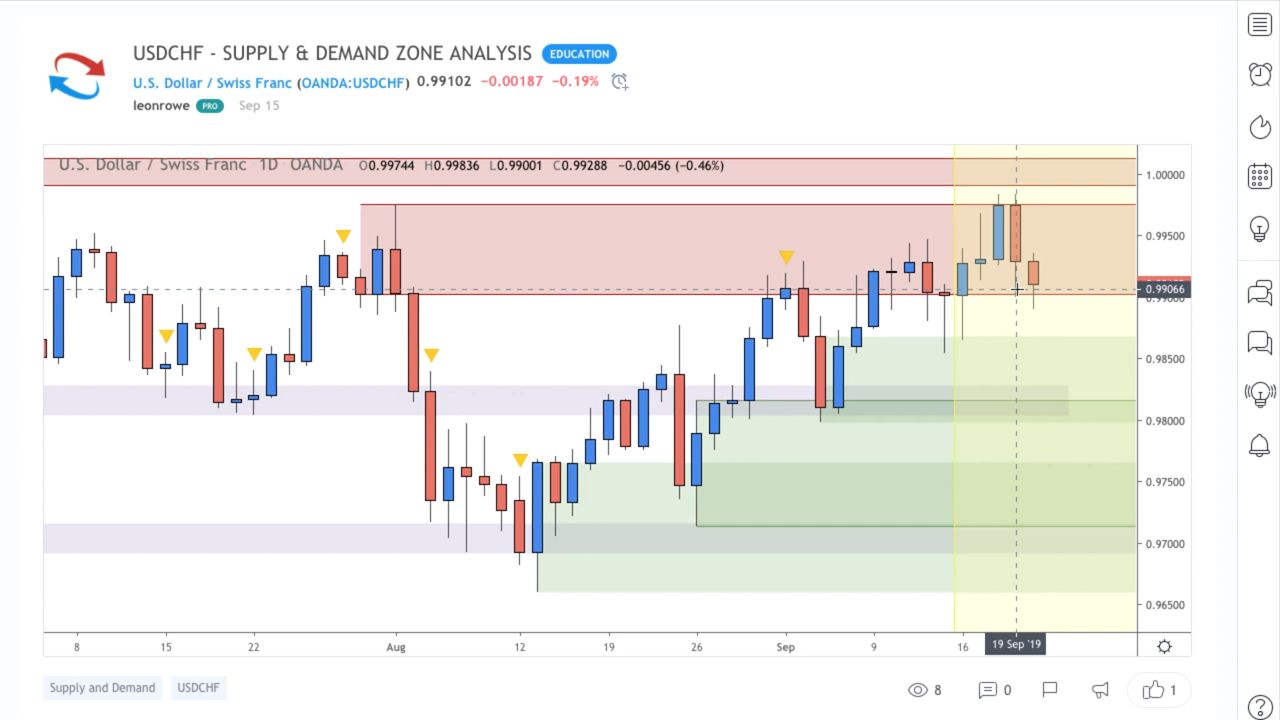 USDCHF - SUPPLY & DEMAND ZONE ANALYSIS EDUCATION
U.S. Dollar / Swiss Franc (OANDA:USDCHF) 0.99102 −0.00187 −0.19%
leonrowe PRO Sep 15
U.S. Dollar / Swiss Franc 1D OANDA O0.99744 H0.99836 L0.99001 C0.99288 −0.00456 (−0.46%)
1.00000
0.99500
0.99066
0.99000
0.98500
0.98000
0.97500
0.97000
0.96500
8 15 22 Aug 12 19 26 Sep 9 16 19 Sep '19
Supply and Demand USDCHF 8 0 1